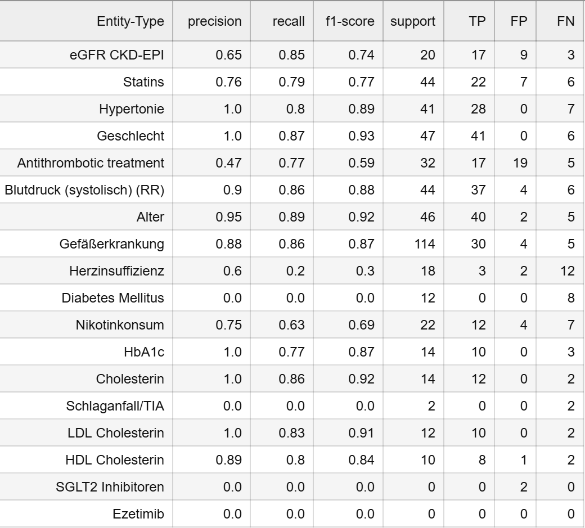 Entity-Type precision recall f1-score support TP FP FN
eGFR CKD-EPI 0.65 0.85 0.74 20 17 9 3
Statins 0.76 0.79 0.77 44 22 7 6
Hypertonie 1.0 0.8 0.89 41 28 0 7
Geschlecht 1.0 0.87 0.93 47 41 0 6
Antithrombotic treatment 0.47 0.77 0.59 32 17 19 5
Blutdruck (systolisch) (RR) 0.9 0.86 0.88 44 37 4 6
Alter 0.95 0.89 0.92 46 40 2 5
Gefäßerkrankung 0.88 0.86 0.87 114 30 4 5
Herzinsuffizienz 0.6 0.2 0.3 18 3 2 12
Diabetes Mellitus 0.0 0.0 0.0 12 0 0 8
Nikotinkonsum 0.75 0.63 0.69 22 12 4 7
HbA1c 1.0 0.77 0.87 14 10 0 3
Cholesterin 1.0 0.86 0.92 14 12 0 2
Schlaganfall/TIA 0.0 0.0 0.0 2 0 0 2
LDL Cholesterin 1.0 0.83 0.91 12 10 0 2
HDL Cholesterin 0.89 0.8 0.84 10 8 1 2
SGLT2 Inhibitoren 0.0 0.0 0.0 0 0 2 0
Ezetimib 0.0 0.0 0.0 0 0 0 0